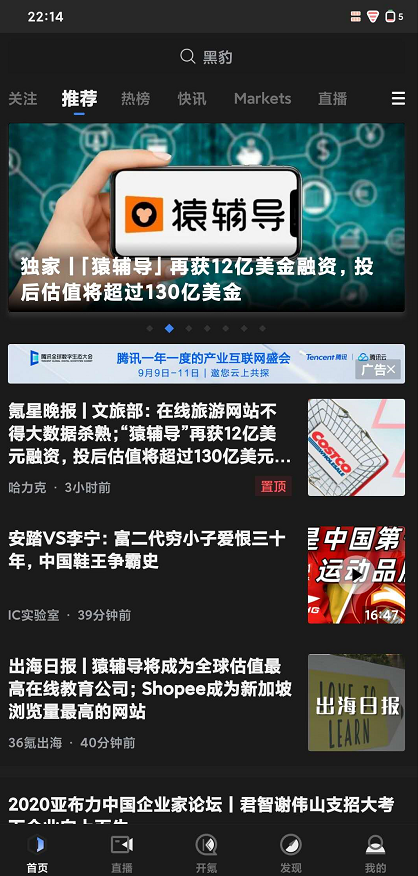 22:14
5
黑豹
关注 推荐 热榜 快讯 Markets 直播
猿辅导
独家 | 「猿辅导」再获12亿美金融资，投
后估值将超过130亿美金
腾讯全球数字生态大会
腾讯一年一度的产业互联网盛会
9月9日-11日 | 邀您云上共探
Tencent 腾讯 腾讯云
广告×
氪星晚报 | 文旅部：在线旅游网站不
得大数据杀熟；“猿辅导”再获12亿美
元融资，投后估值将超过130亿美元...
哈力克 · 3小时前
置顶
COSTCO
安踏VS李宁：富二代穷小子爱恨三十
年，中国鞋王争霸史
IC实验室 · 39分钟前
是中国第
运动品
16:47
出海日报 | 猿辅导将成为全球估值最
高在线教育公司；Shopee成为新加坡
浏览量最高的网站
36氪出海 · 40分钟前
LOVE TO
LEARN
出海日报
2020亚布力中国企业家论坛 | 君智谢伟山支招大考
首页 直播 开氪 发现 我的